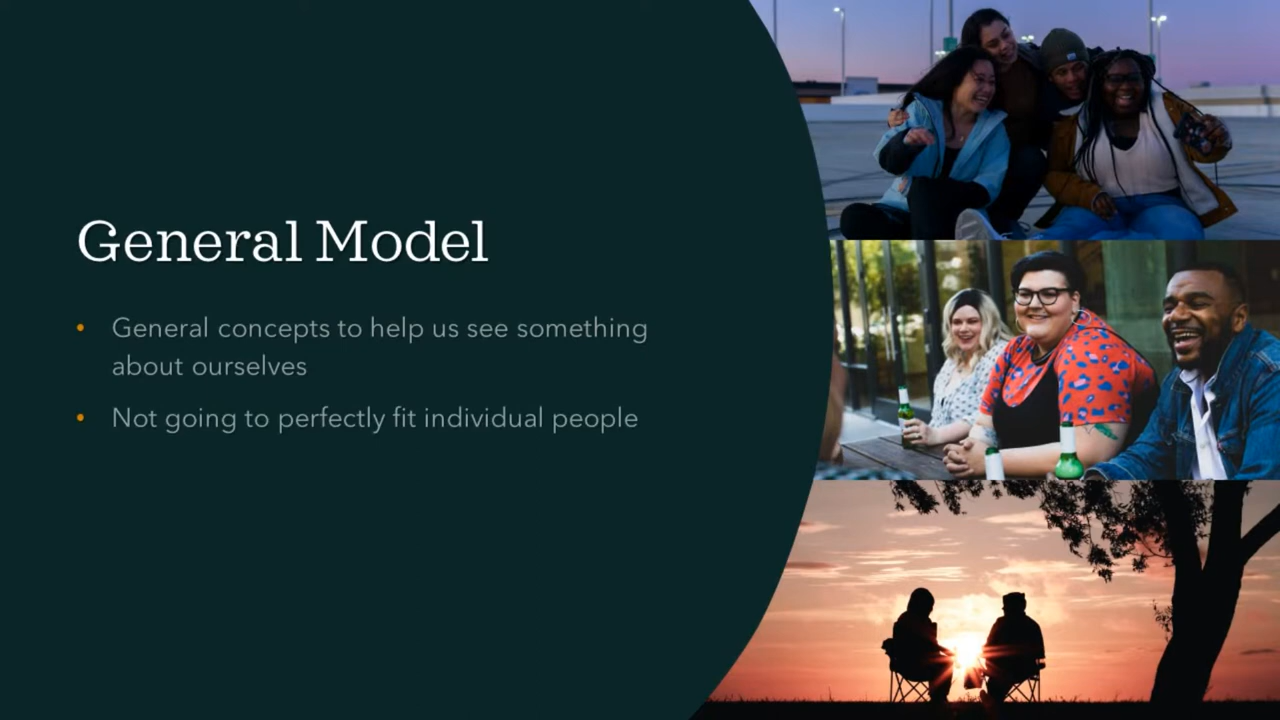 General Model
• General concepts to help us see something
about ourselves
• Not going to perfectly fit individual people